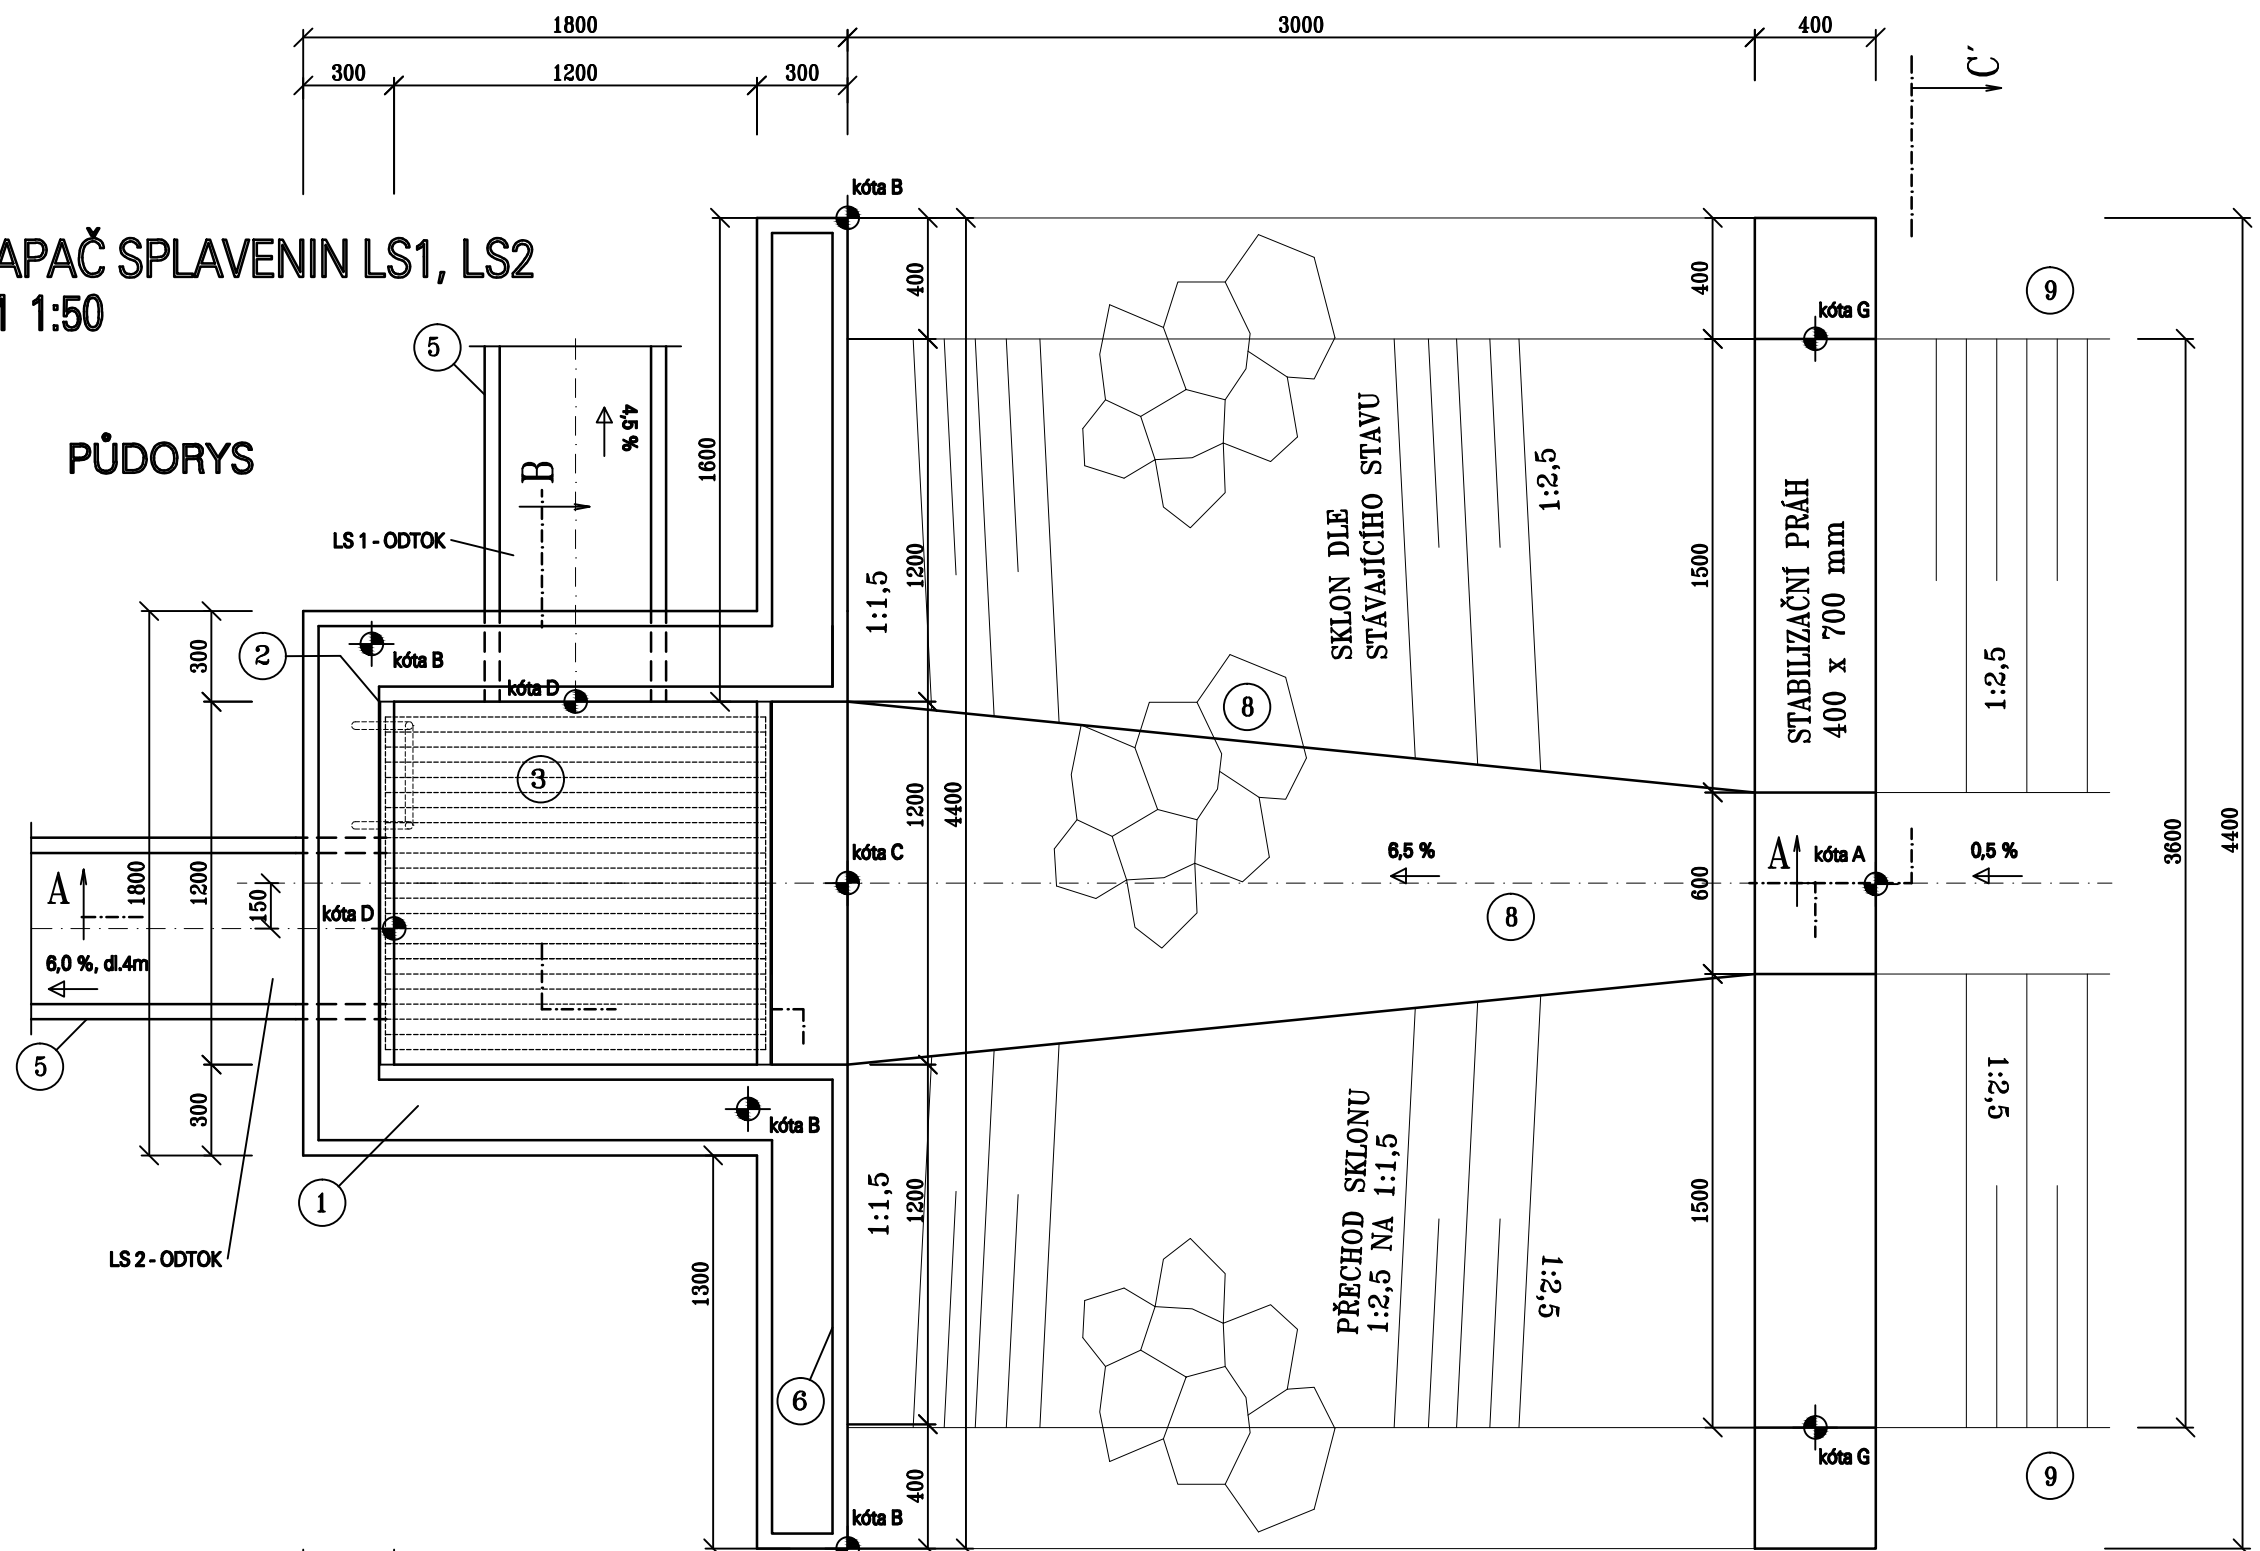 1800
3000
400
300
1200
300
C'
kóta B
APAČ SPLAVENIN LS1, LS2
1:50
PŮDORYS
5
4,5 %
B
LS 1 - ODTOK
1600
400
1200
1:1,5
SKLON DLE
STÁVAJÍCÍHO STAVU
1:2,5
400
kóta G
9
1500
STABILIZAČNÍ PRÁH
400 x 700 mm
1:2,5
2
300
kóta B
kóta D
3
8
1200
4400
kóta C
6,5 %
600
A
kóta A
0,5 %
3600
4400
A
1800
1200
150
kóta D
6,0 %, dl.4m
8
5
300
kóta B
1
LS 2 - ODTOK
1:1,5
1200
PŘECHOD SKLONU
1:2,5 NA 1:1,5
1:2,5
1500
1:2,5
1300
6
400
kóta B
kóta G
9